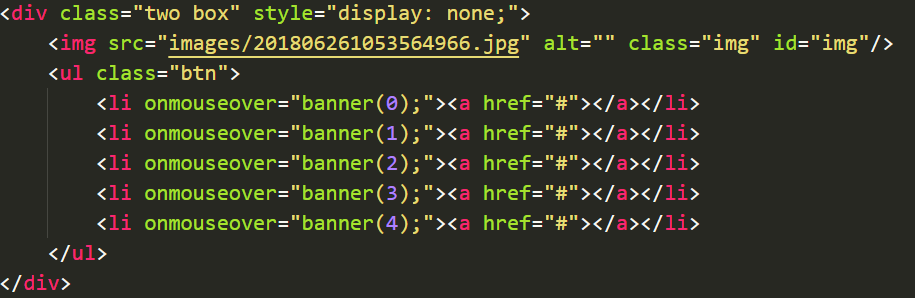 <div class="two box" style="display: none;">
<img src="images/201806261053564966.jpg" alt="" class="img" id="img"/>
<ul class="btn">
<li onmouseover="banner(0);"><a href="#"></a></li>
<li onmouseover="banner(1);"><a href="#"></a></li>
<li onmouseover="banner(2);"><a href="#"></a></li>
<li onmouseover="banner(3);"><a href="#"></a></li>
<li onmouseover="banner(4);"><a href="#"></a></li>
</ul>
</div>